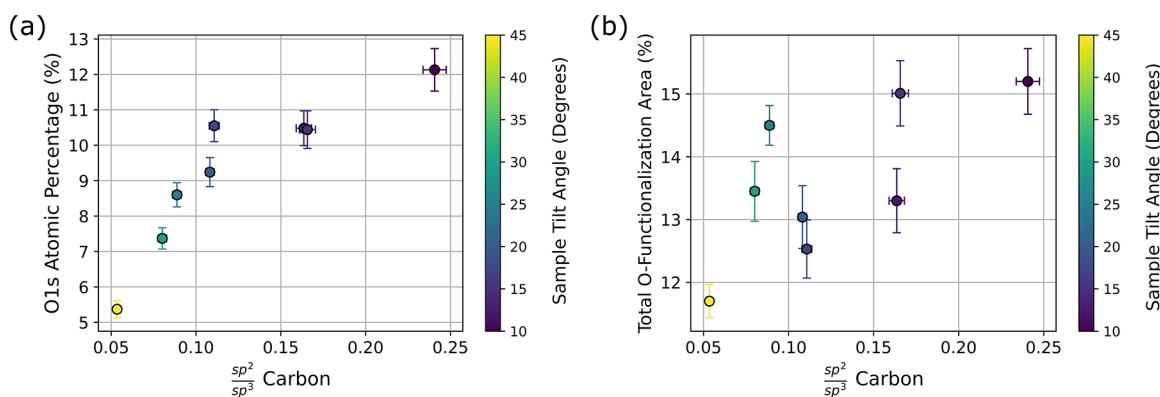 (a)
13
12
11
10
9
8
7
6
5
O1s Atomic Percentage (%)
0.05 0.10 0.15 0.20 0.25
sp²/sp³ Carbon
45
40
35
30
25
20
15
10
Sample Tilt Angle (Degrees)
(b)
15
14
13
12
Total O-Functionalization Area (%)
0.05 0.10 0.15 0.20 0.25
sp²/sp³ Carbon
45
40
35
30
25
20
15
10
Sample Tilt Angle (Degrees)